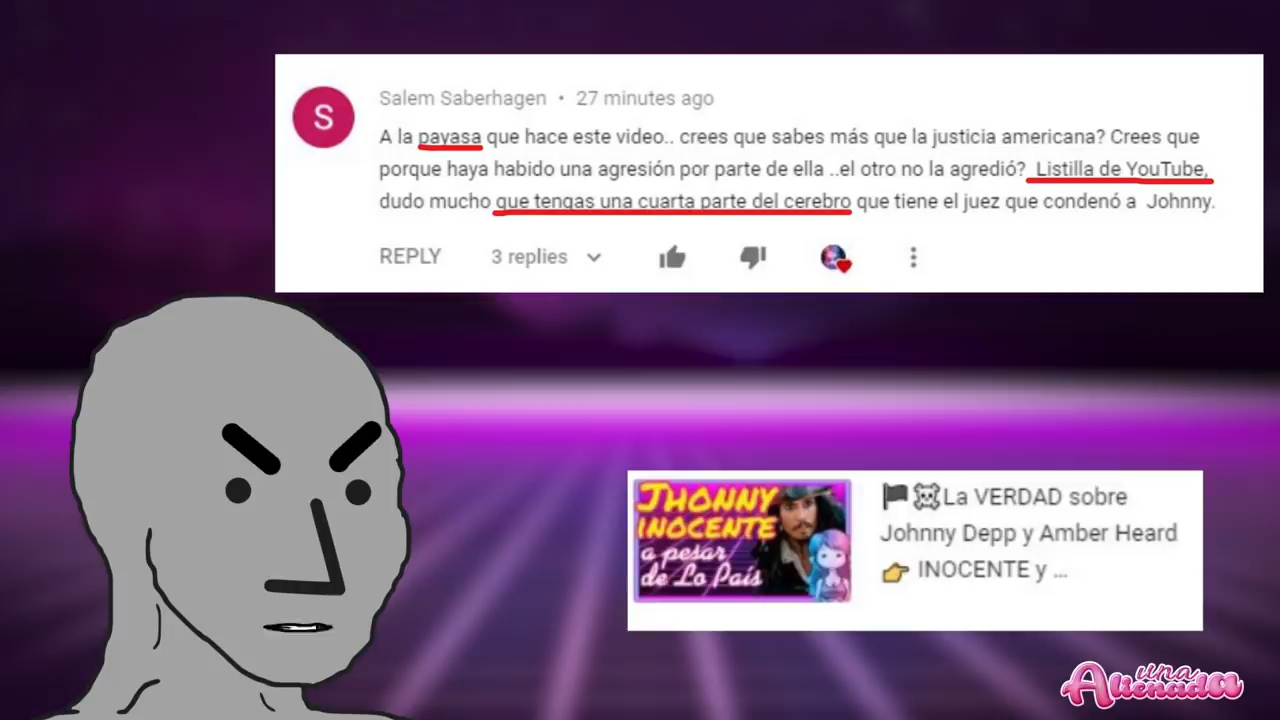 S
Salem Saberhagen • 27 minutes ago
A la payasa que hace este video.. crees que sabes más que la justicia americana? Crees que
porque haya habido una agresión por parte de ella ..el otro no la agredió? Listilla de YouTube,
dudo mucho que tengas una cuarta parte del cerebro que tiene el juez que condenó a Johnny.
REPLY 3 replies
JHONNY
INOCENTE
a pesar
de Lo País
🏴☠La VERDAD sobre
Johnny Depp y Amber Heard
👉 INOCENTE y ...
una
Alienada